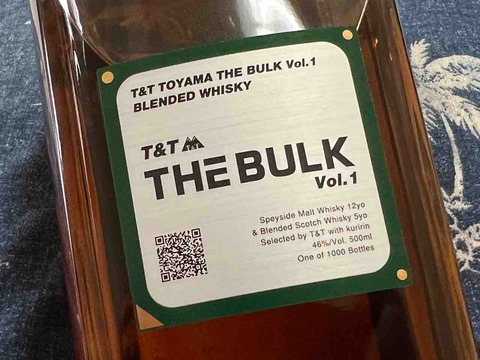 T&T TOYAMA THE BULK Vol.1
BLENDED WHISKY
T&T
THE BULK
Vol.1
Speyside Malt Whisky 12yo
& Blended Scotch Whisky 5yo
Selected by T&T with kuririn
46%/Vol. 500ml
One of 1000 Bottles